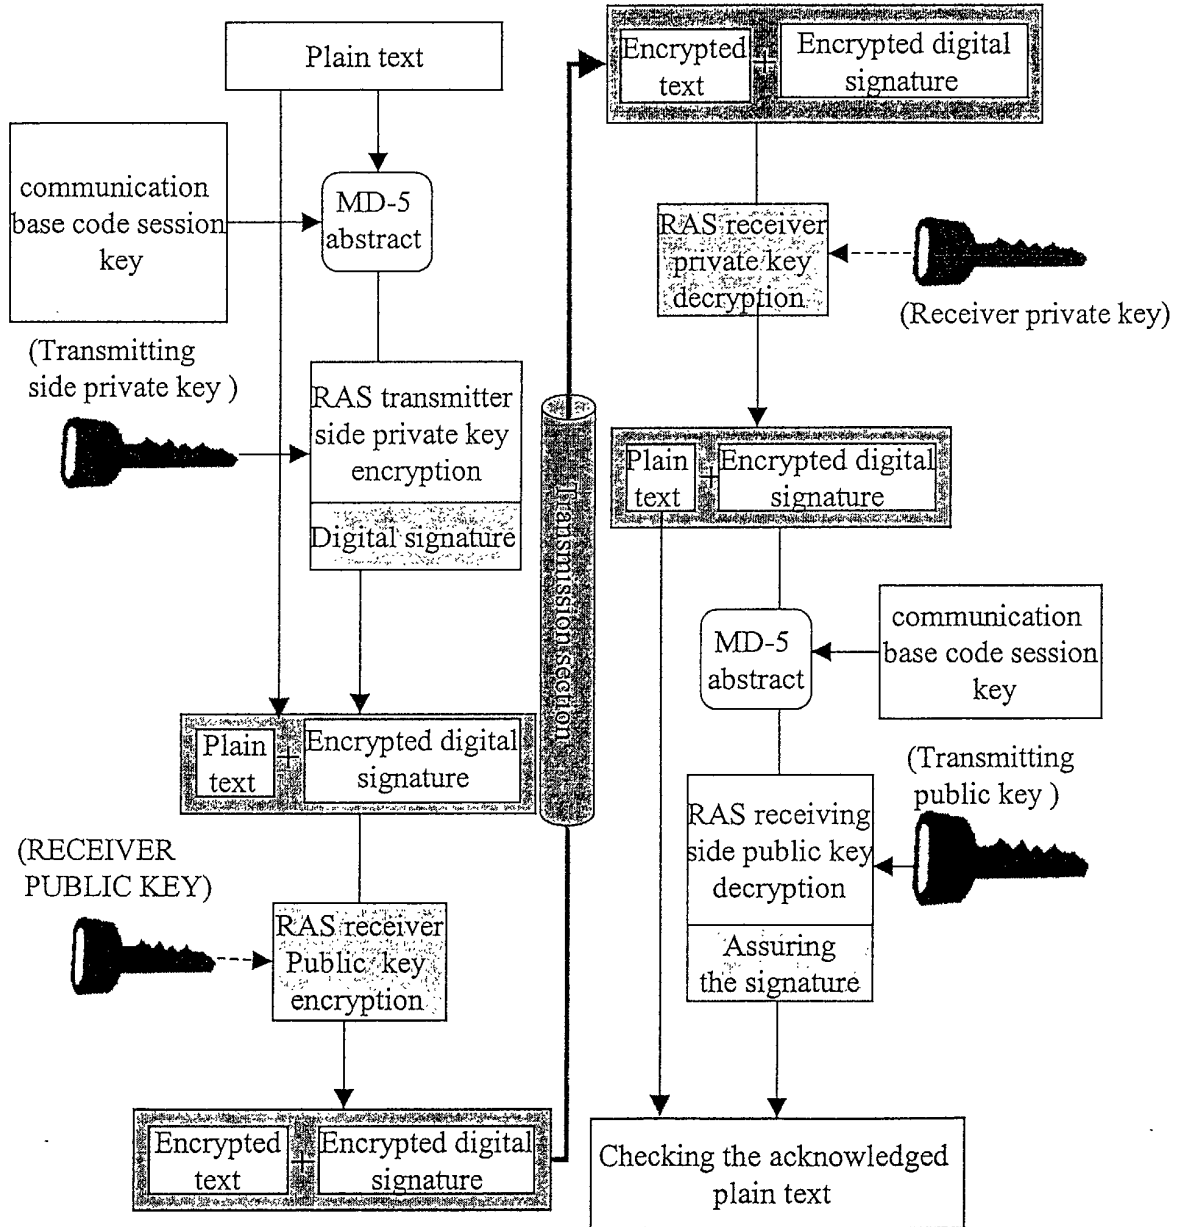 Plain text
communication
base code session
key
MD-5
abstract
(Transmitting
side private key )
RAS transmitter
side private key
encryption
Digital signature
Plain
text
+
Encrypted digital
signature
(RECEIVER
PUBLIC KEY)
RAS receiver
Public key
encryption
Encrypted
text
+
Encrypted digital
signature
Transmission section
Encrypted
text
+
Encrypted digital
signature
RAS receiver
private key
decryption
(Receiver private key)
Plain
text
+
Encrypted digital
signature
MD-5
abstract
communication
base code session
key
(Transmitting
public key )
RAS receiving
side public key
decryption
Assuring
the signature
Checking the acknowledged
plain text